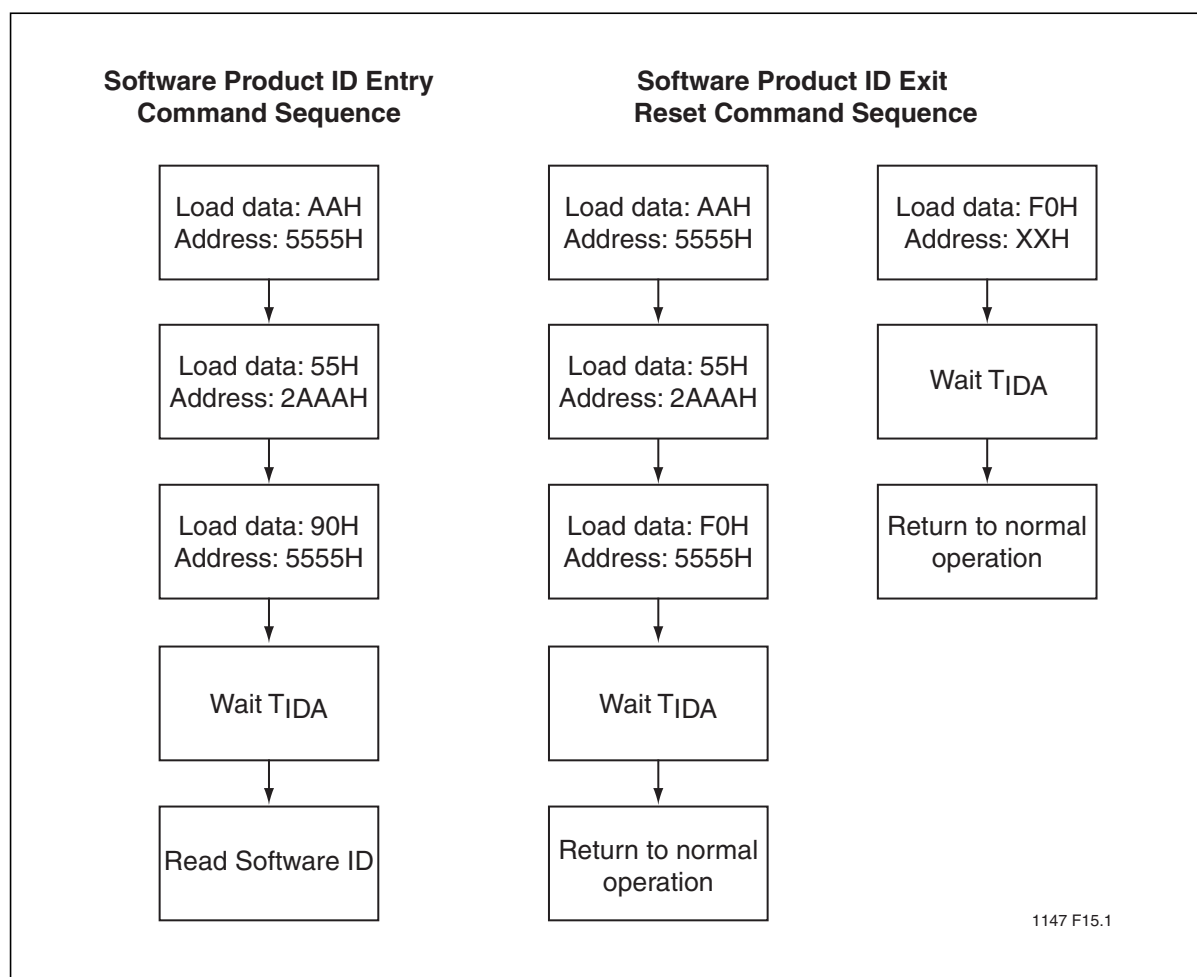 Software Product ID Entry
Command Sequence
Load data: AAH
Address: 5555H
Load data: 55H
Address: 2AAAH
Load data: 90H
Address: 5555H
Wait TIDA
Read Software ID
Software Product ID Exit
Reset Command Sequence
Load data: AAH
Address: 5555H
Load data: 55H
Address: 2AAAH
Load data: F0H
Address: 5555H
Wait TIDA
Return to normal
operation
Load data: F0H
Address: XXH
Wait TIDA
Return to normal
operation
1147 F15.1